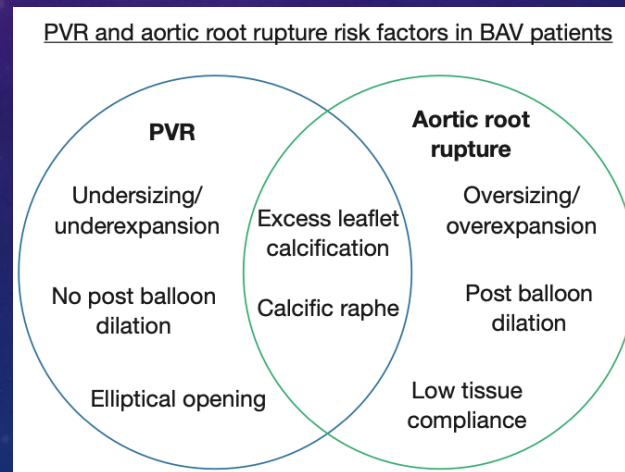 PVR and aortic root rupture risk factors in BAV patients
PVR
Undersizing/
underexpansion
No post balloon
dilation
Elliptical opening
Excess leaflet
calcification
Calcific raphe
Aortic root
rupture
Oversizing/
overexpansion
Post balloon
dilation
Low tissue
compliance